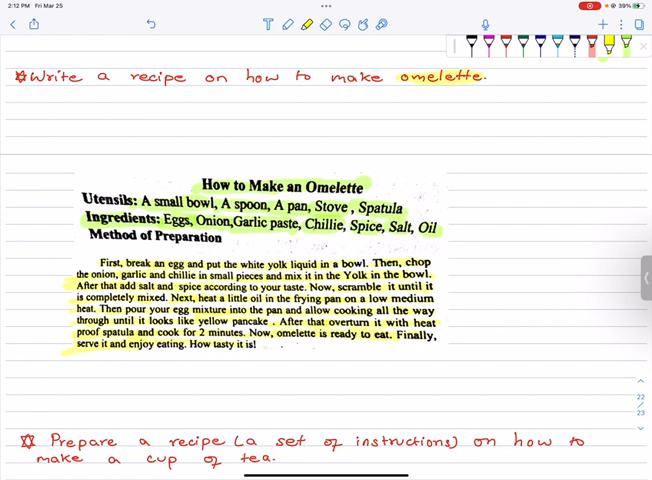 2:12 PM Fri Mar 25
39%
☆Write a recipe on how to make omelette.
How to Make an Omelette
Utensils: A small bowl, A spoon, A pan, Stove , Spatula
Ingredients: Eggs, Onion,Garlic paste, Chillie, Spice, Salt, Oil
Method of Preparation
First, break an egg and put the white yolk liquid in a bowl. Then, chop
the onion, garlic and chillie in small pieces and mix it in the Yolk in the bowl.
After that add salt and spice according to your taste. Now, scramble it until it
is completely mixed. Next, heat a little oil in the frying pan on a low medium
heat. Then pour your egg mixture into the pan and allow cooking all the way
through until it looks like yellow pancake . After that overturn it with heat
proof spatula and cook for 2 minutes. Now, omelette is ready to eat. Finally,
serve it and enjoy eating. How tasty it is!
22
/
23
☆ Prepare a recipe (a set of instructions) on how to
make a cup of tea.